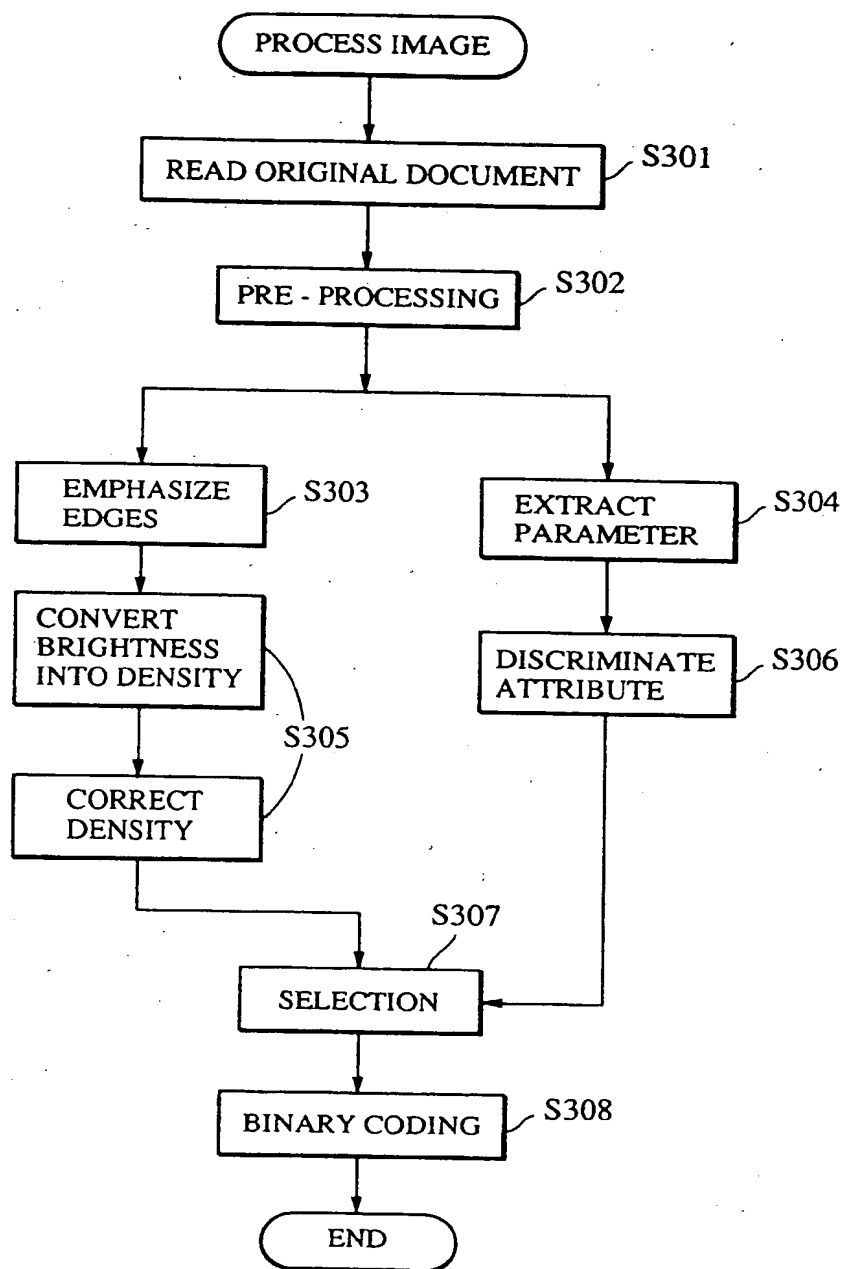 PROCESS IMAGE
READ ORIGINAL DOCUMENT
S301
PRE - PROCESSING
S302
EMPHASIZE
EDGES
S303
EXTRACT
PARAMETER
S304
CONVERT
BRIGHTNESS
INTO DENSITY
DISCRIMINATE
ATTRIBUTE
S306
S305
CORRECT
DENSITY
S307
SELECTION
BINARY CODING
S308
END